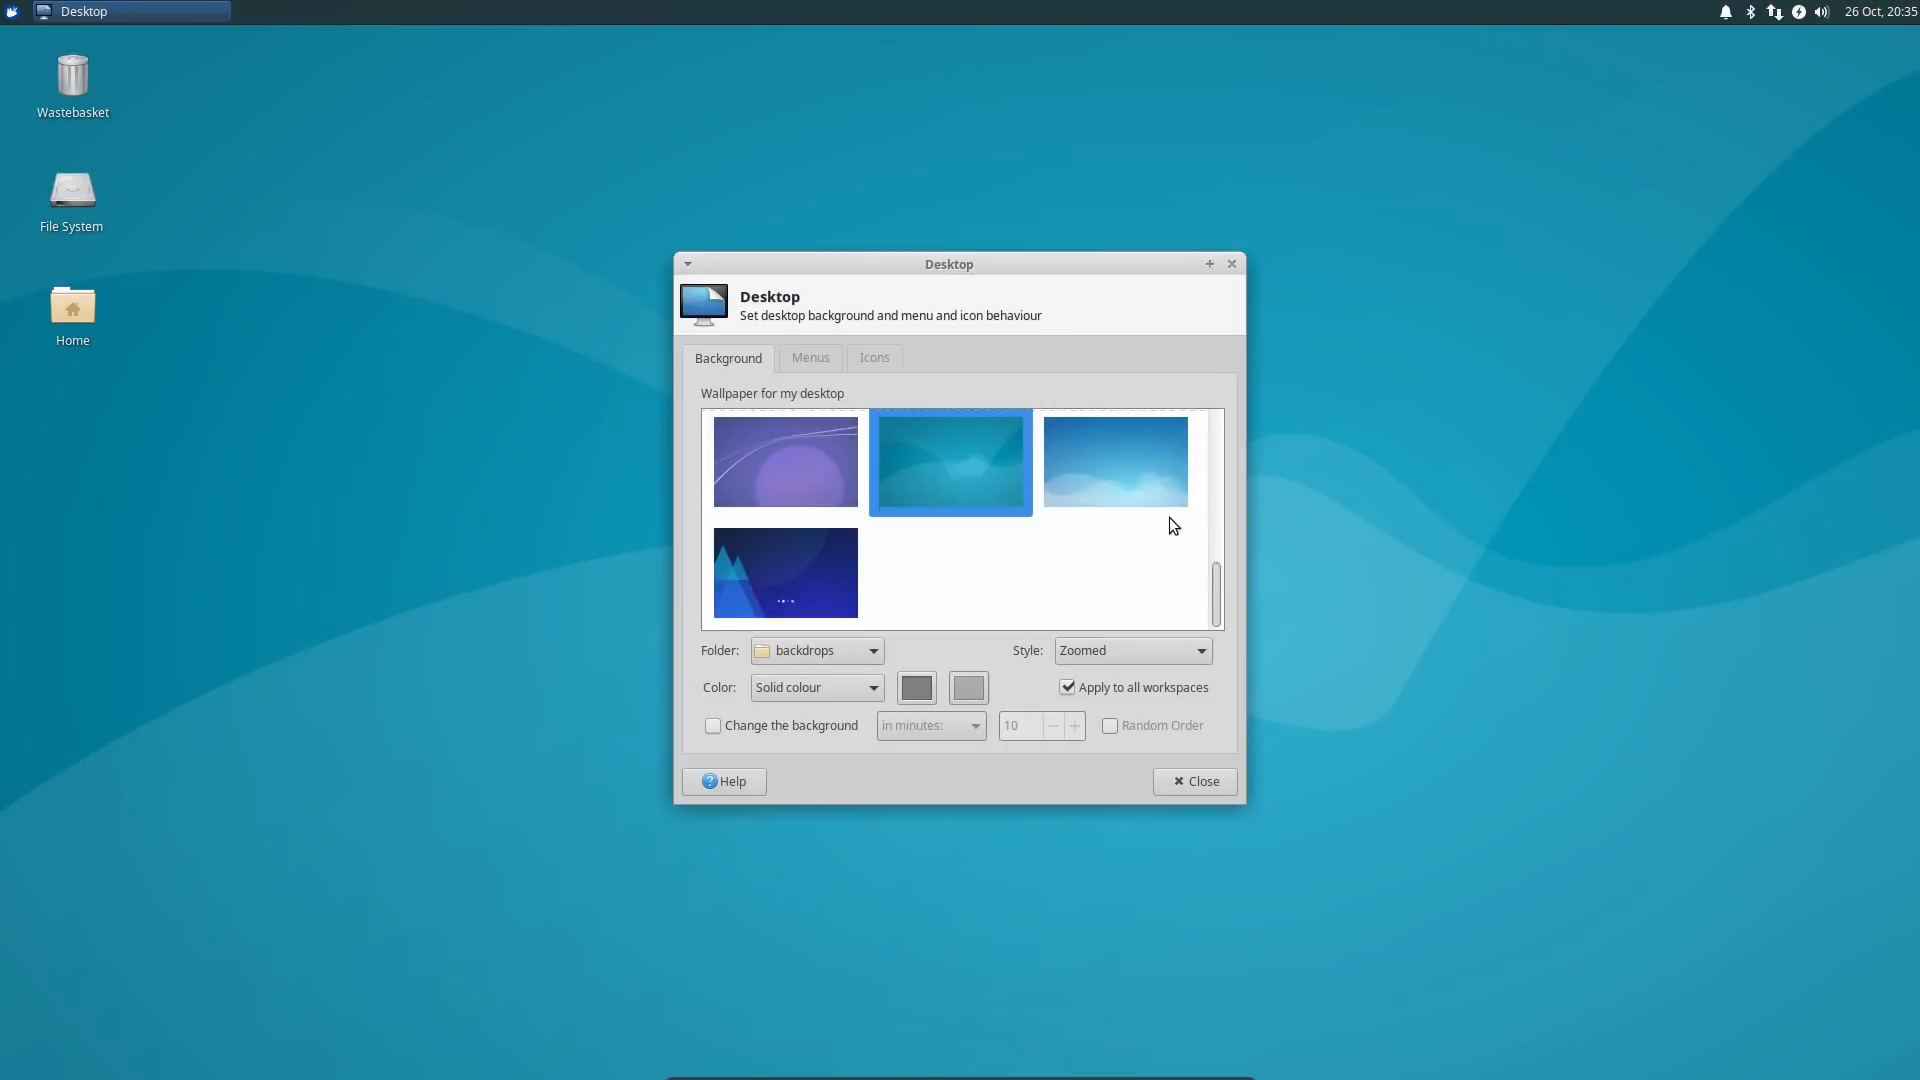 Desktop
26 Oct, 20:35
Wastebasket
File System
Home
Desktop
Desktop
Set desktop background and menu and icon behaviour
Background Menus Icons
Wallpaper for my desktop
Folder: backdrops Style: Zoomed
Color: Solid colour Apply to all workspaces
Change the background in minutes: 10 Random Order
Help Close